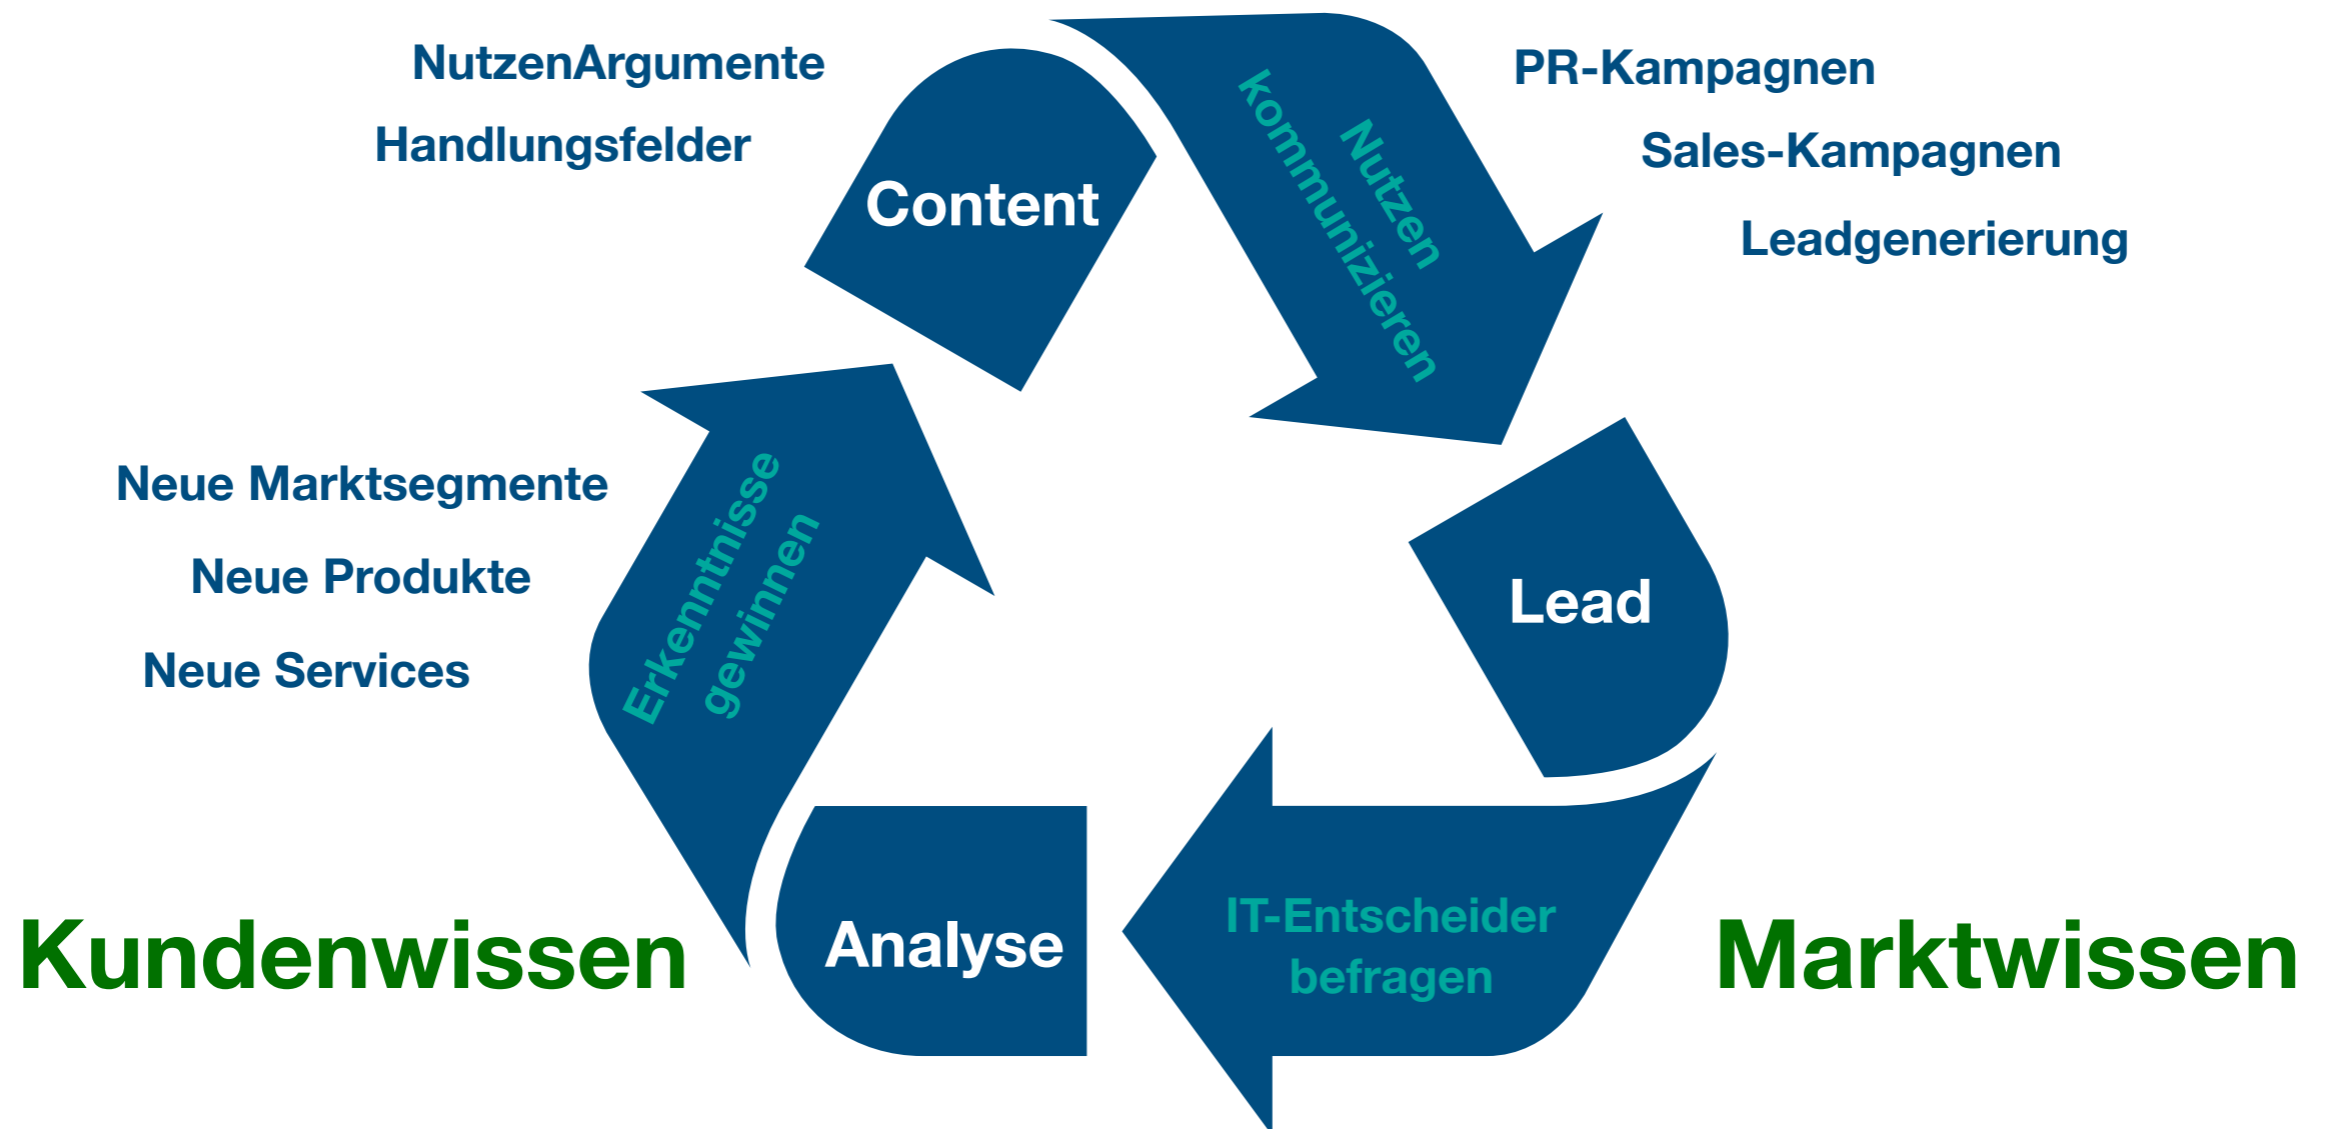 NutzenArgumente
Handlungsfelder
Content
Nutzen
kommunizieren
PR-Kampagnen
Sales-Kampagnen
Leadgenerierung
Neue Marktsegmente
Neue Produkte
Neue Services
Erkenntnisse
gewinnen
Lead
Kundenwissen
Analyse
IT-Entscheider
befragen
Marktwissen